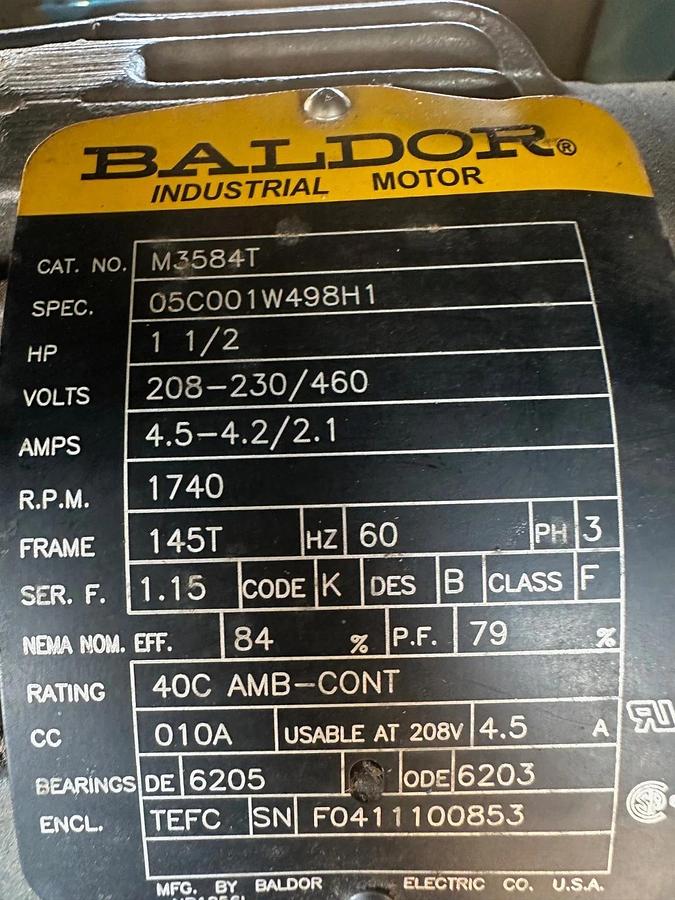 BALDOR®
INDUSTRIAL MOTOR
CAT. NO. M3584T
SPEC. 05C001W498H1
HP 1 1/2
VOLTS 208-230/460
AMPS 4.5-4.2/2.1
R.P.M. 1740
FRAME 145T HZ 60 PH 3
SER. F. 1.15 CODE K DES B CLASS F
NEMA NOM. EFF. 84 % P.F. 79 %
RATING 40C AMB-CONT
CC 010A USABLE AT 208V 4.5 A
BEARINGS DE 6205 ODE 6203
ENCL. TEFC SN F0411100853
MFG. BY BALDOR ELECTRIC CO. U.S.A.